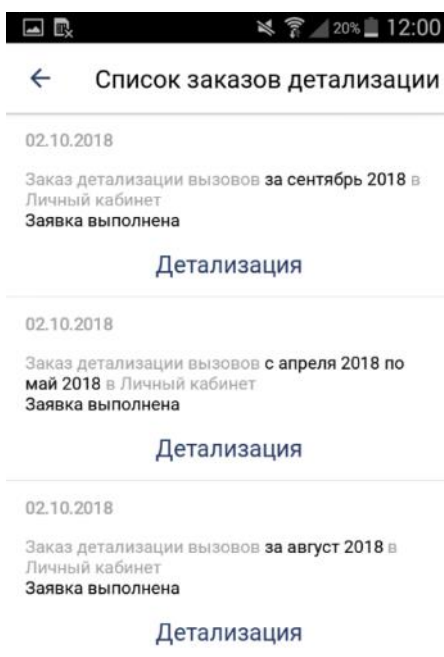 20% 12:00
Список заказов детализации
02.10.2018
Заказ детализации вызовов за сентябрь 2018 в
Личный кабинет
Заявка выполнена
Детализация
02.10.2018
Заказ детализации вызовов с апреля 2018 по
май 2018 в Личный кабинет
Заявка выполнена
Детализация
02.10.2018
Заказ детализации вызовов за август 2018 в
Личный кабинет
Заявка выполнена
Детализация